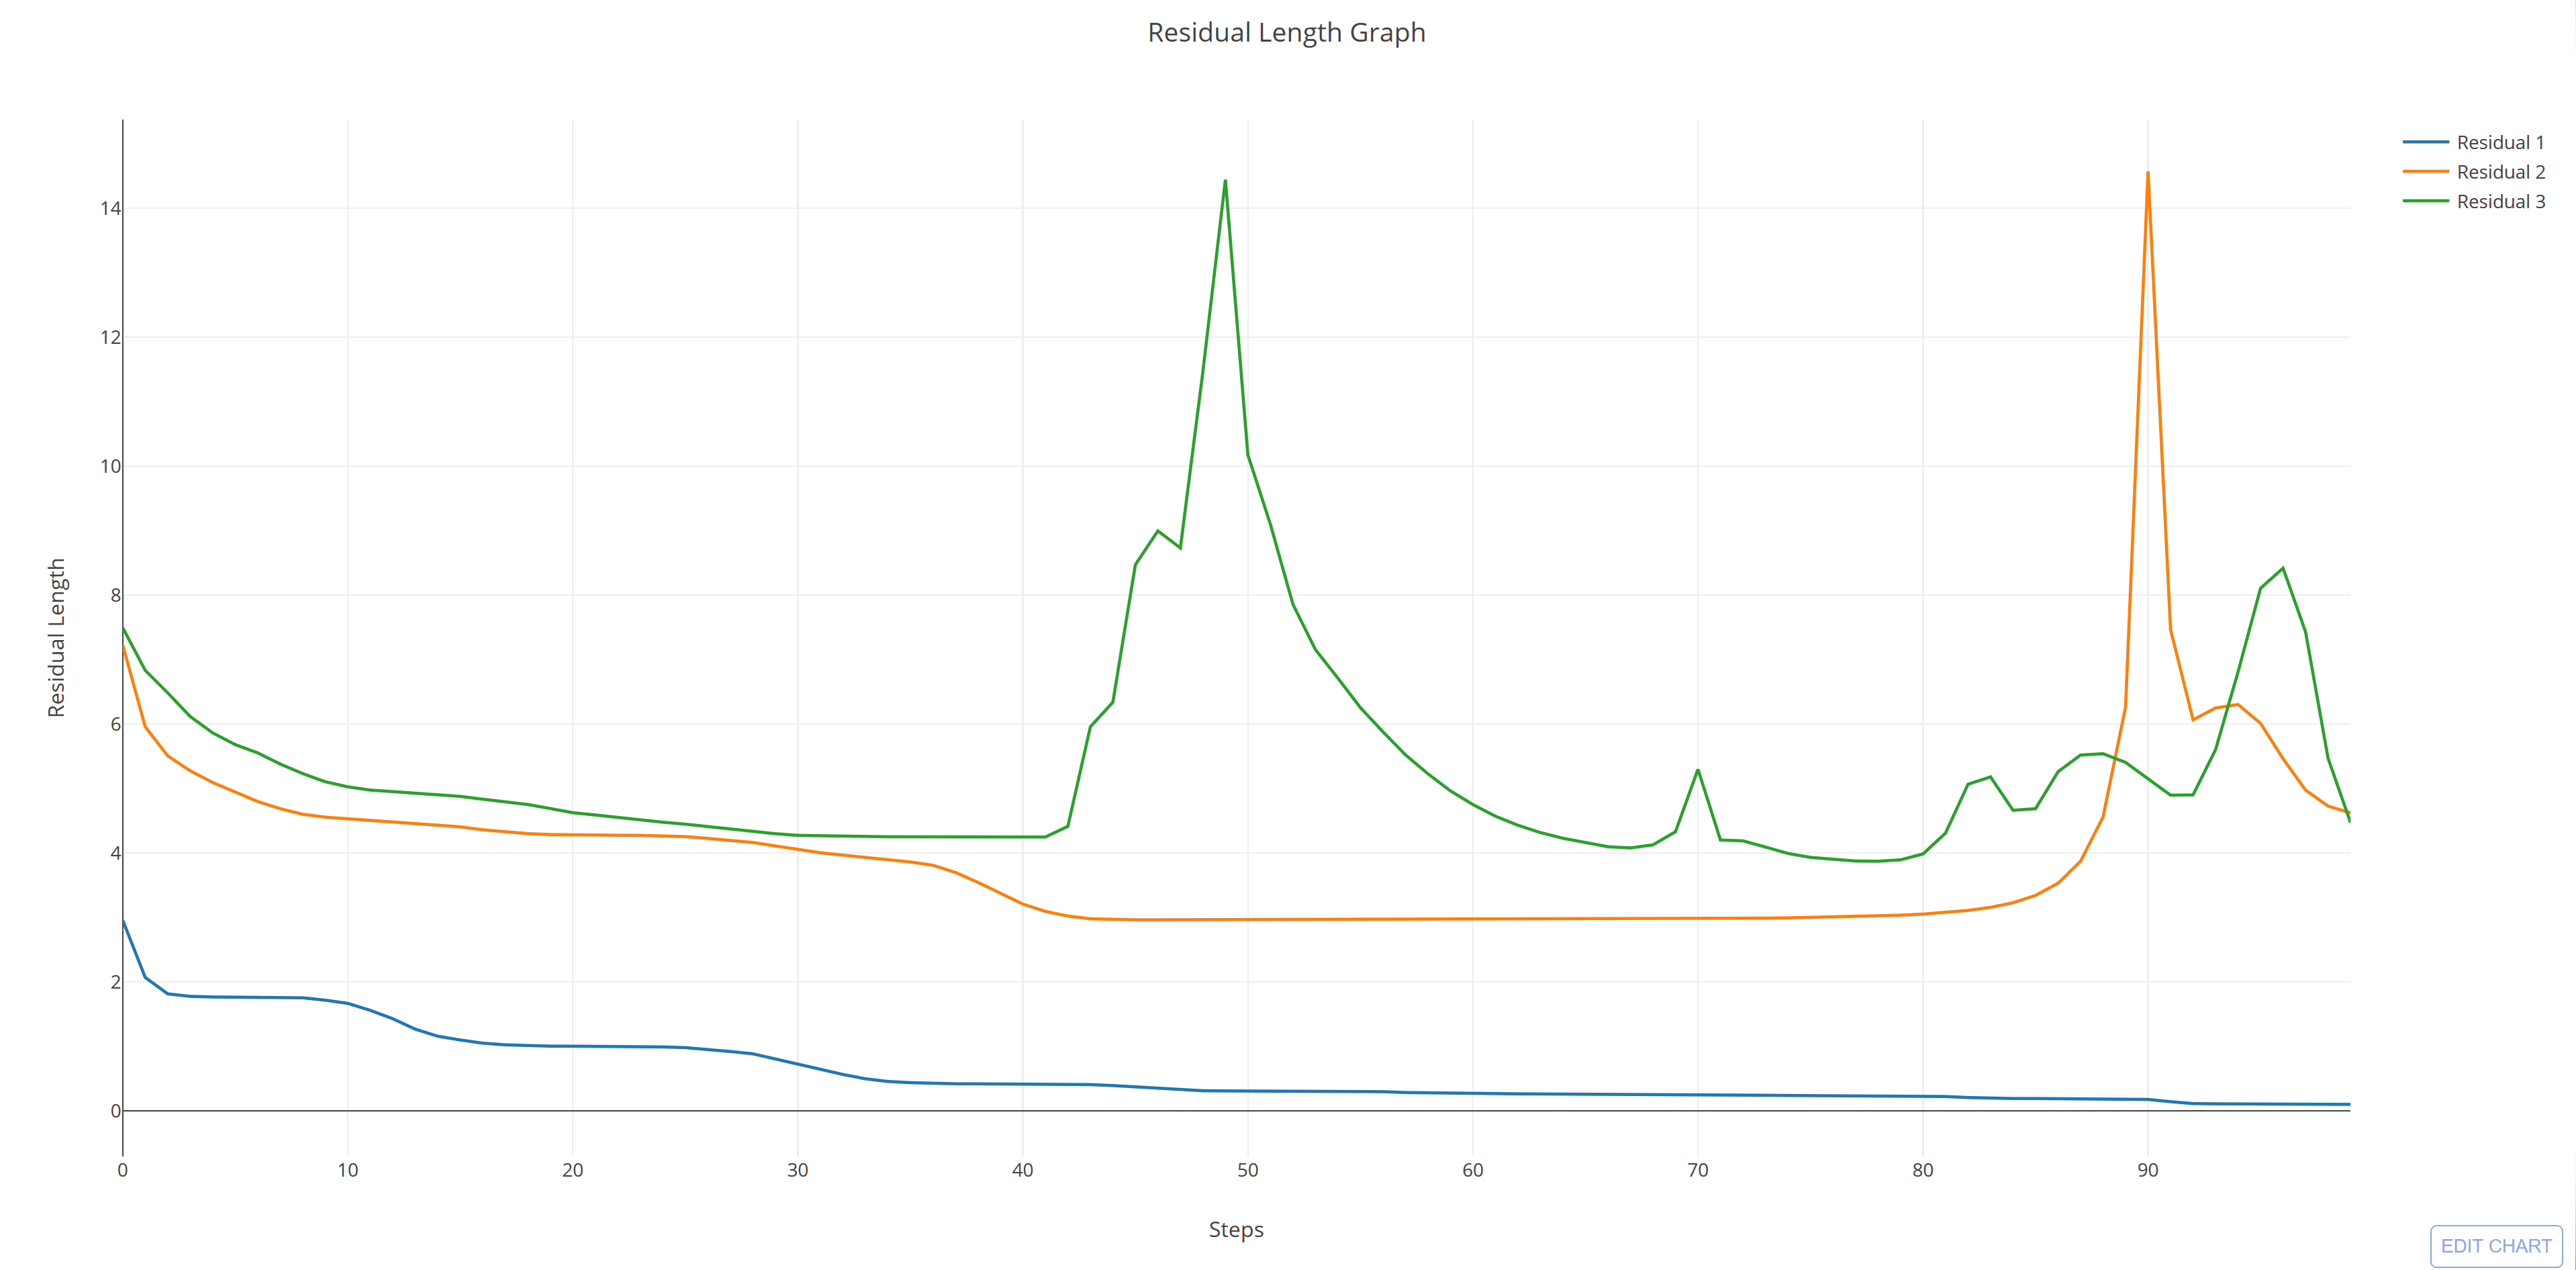 Residual Length Graph
Residual 1
Residual 2
Residual 3
14
12
10
8
6
4
2
0
Residual Length
0 10 20 30 40 50 60 70 80 90
Steps
EDIT CHART